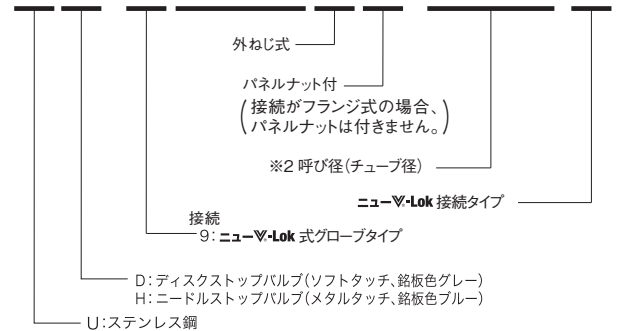 外ねじ式
パネルナット付
(接続がフランジ式の場合、
パネルナットは付きません。)
※2 呼び径(チューブ径)
ニューV-Lok 接続タイプ
接続
9:ニューV-Lok 式グローブタイプ
D:ディスクストップバルブ(ソフトタッチ、銘板色グレー)
H:ニードルストップバルブ(メタルタッチ、銘板色ブルー)
U:ステンレス鋼